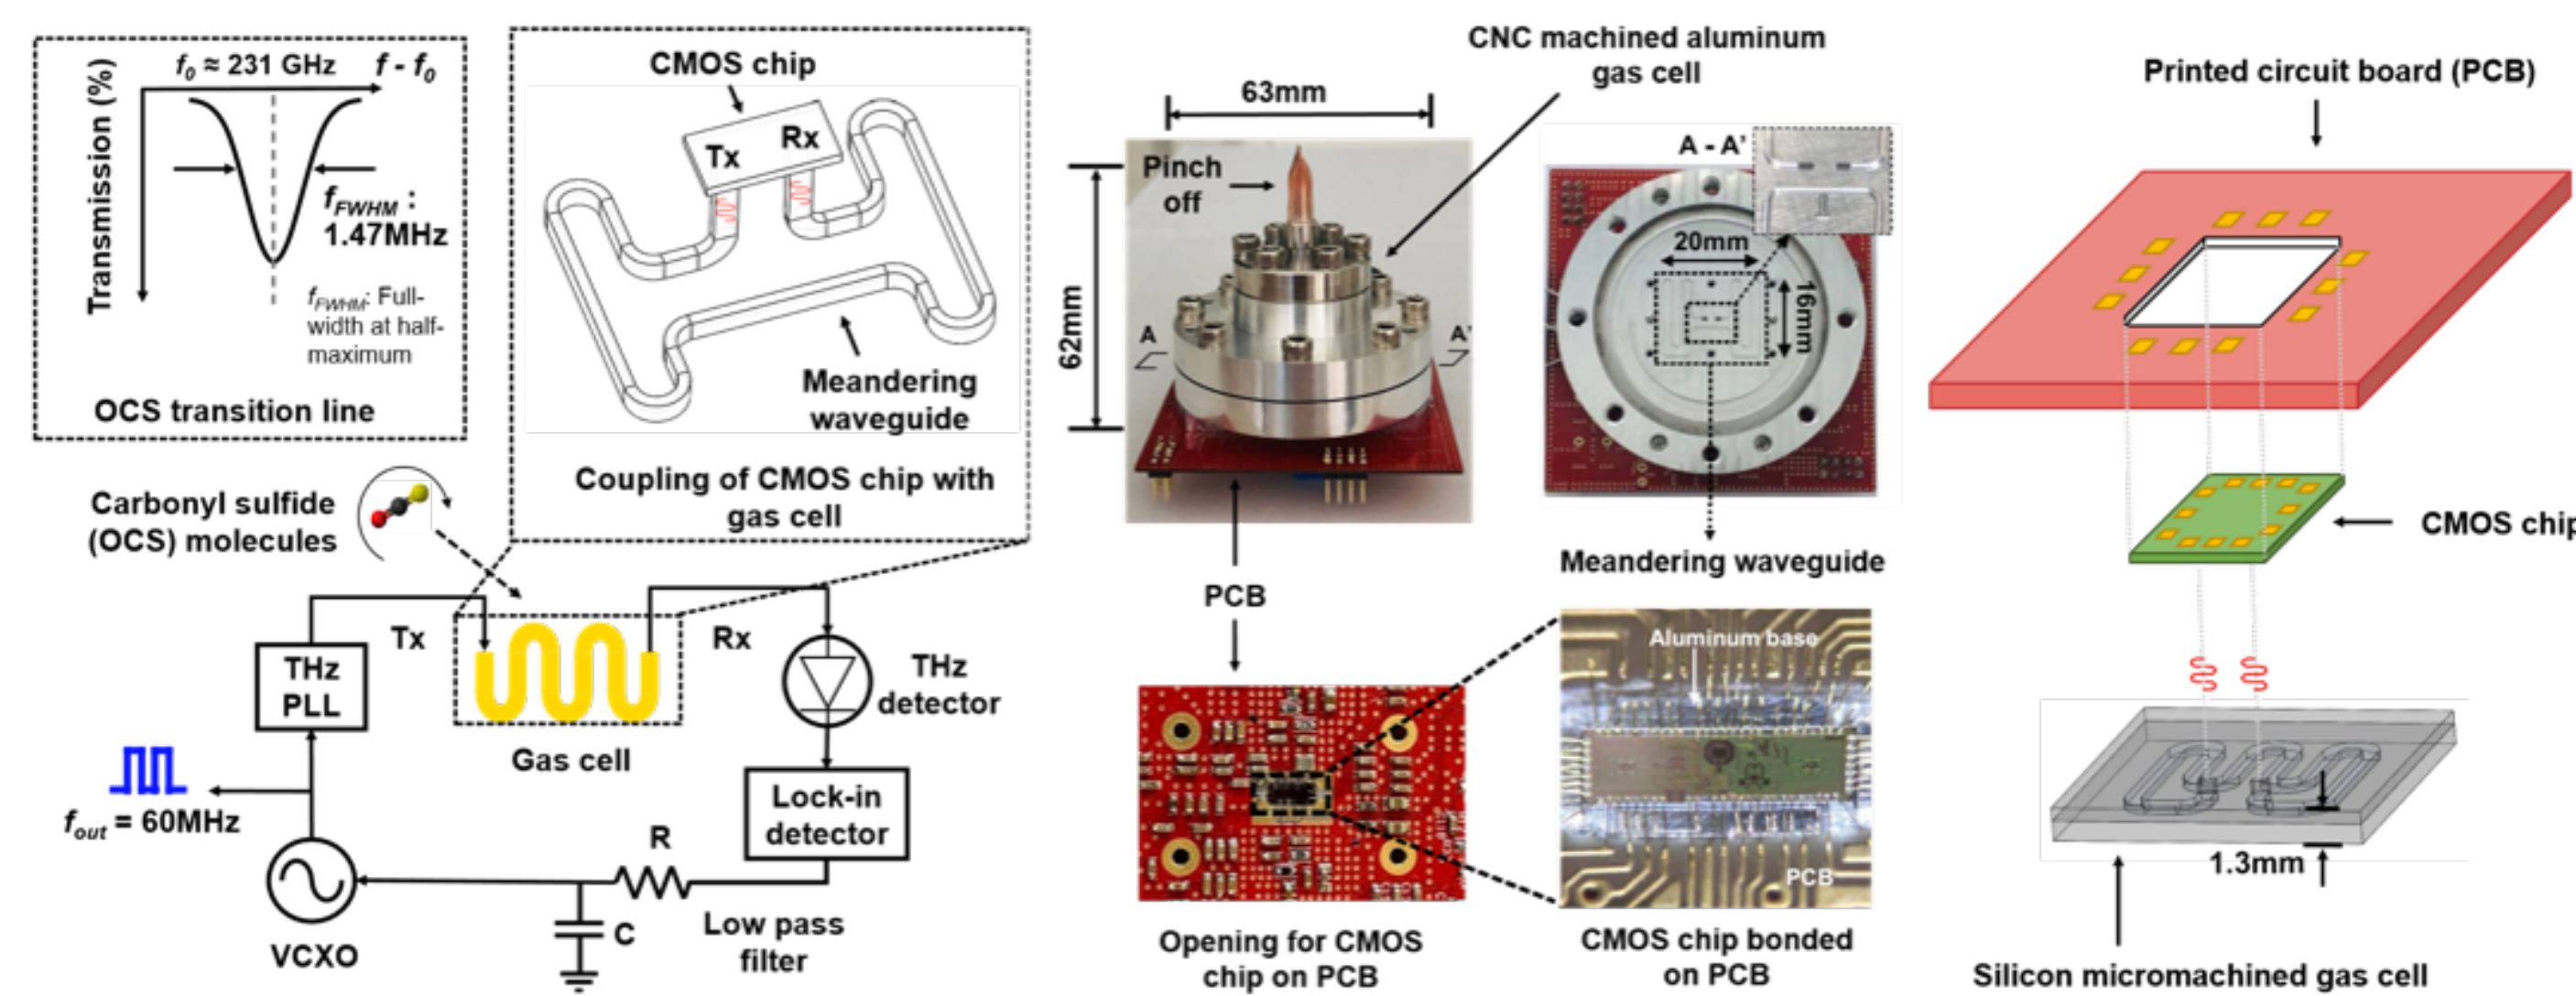 f0 ≈ 231 GHz
f - f0
Transmission (%)
fFWHM :
1.47MHz
fFWHM: Full-
width at half-
maximum
OCS transition line
CMOS chip
Tx
Rx
Meandering
waveguide
Coupling of CMOS chip with
gas cell
Carbonyl sulfide
(OCS) molecules
Tx
Rx
THz
PLL
Gas cell
THz
detector
Lock-in
detector
fout = 60MHz
VCXO
R
C
Low pass
filter
CNC machined aluminum
gas cell
63mm
62mm
Pinch
off
A
A'
PCB
A - A'
20mm
16mm
Meandering waveguide
Opening for CMOS
chip on PCB
Aluminum base
PCB
CMOS chip bonded
on PCB
Printed circuit board (PCB)
CMOS chip
1.3mm
Silicon micromachined gas cell